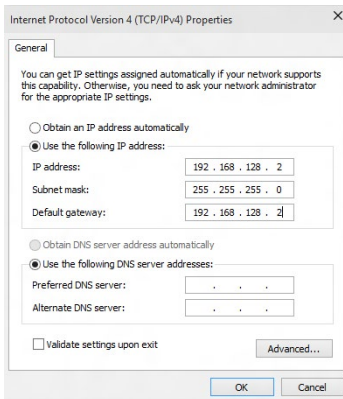 Internet Protocol Version 4 (TCP/IPv4) Properties
General
You can get IP settings assigned automatically if your network supports
this capability. Otherwise, you need to ask your network administrator
for the appropriate IP settings.
Obtain an IP address automatically
Use the following IP address:
IP address: 192 . 168 . 128 . 2
Subnet mask: 255 . 255 . 255 . 0
Default gateway: 192 . 168 . 128 . 2
Obtain DNS server address automatically
Use the following DNS server addresses:
Preferred DNS server: . . .
Alternate DNS server: . . .
Validate settings upon exit
Advanced...
OK Cancel